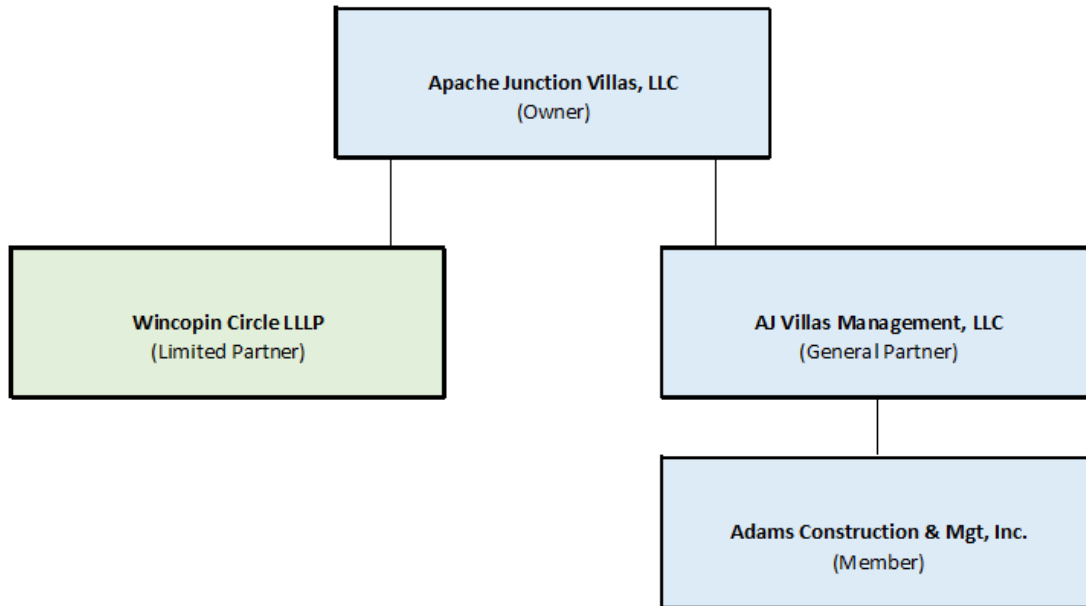 Apache Junction Villas, LLC
(Owner)
Wincopin Circle LLLP
(Limited Partner)
AJ Villas Management, LLC
(General Partner)
Adams Construction & Mgt, Inc.
(Member)